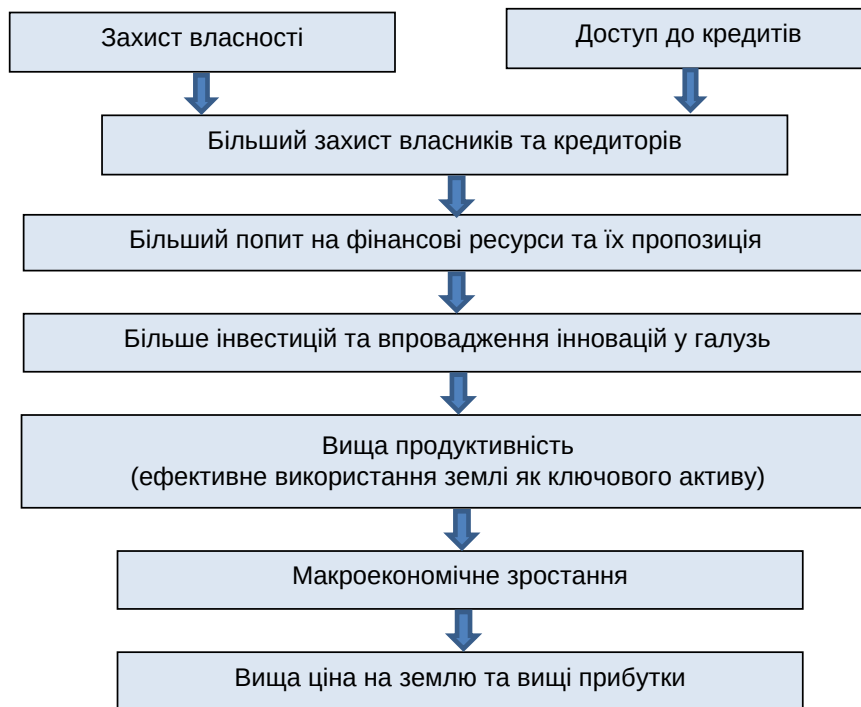 Захист власності
Доступ до кредитів
Більший захист власників та кредиторів
Більший попит на фінансові ресурси та їх пропозиція
Більше інвестицій та впровадження інновацій у галузь
Вища продуктивність
(ефективне використання землі як ключового активу)
Макроекономічне зростання
Вища ціна на землю та вищі прибутки